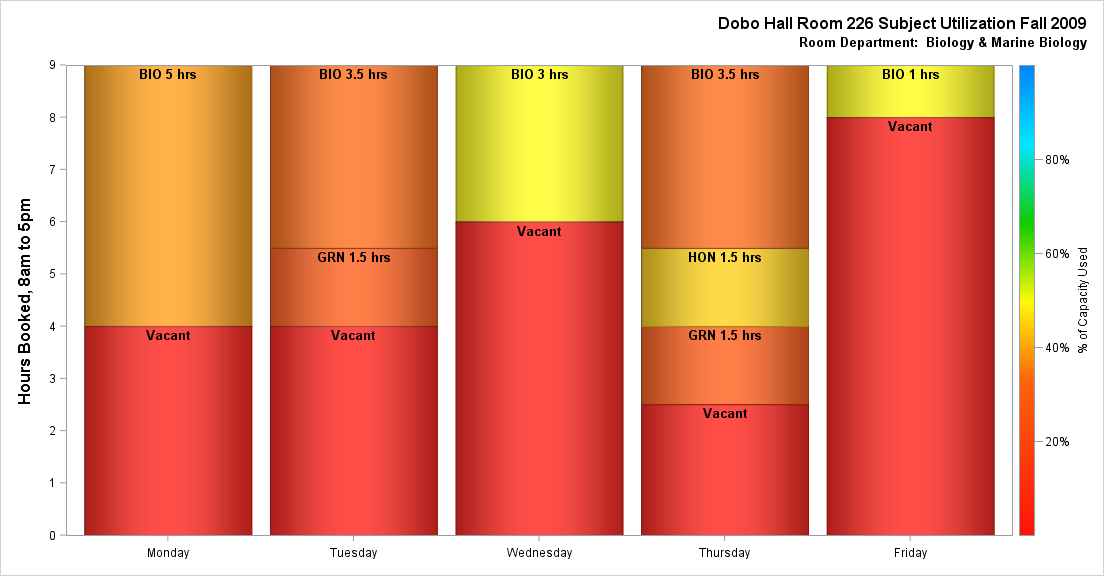 Dobo Hall Room 226 Subject Utilization Fall 2009
Room Department:  Biology & Marine Biology
Hours Booked, 8am to 5pm
9
8
7
6
5
4
3
2
1
0
BIO 5 hrs
Vacant
BIO 3.5 hrs
GRN 1.5 hrs
Vacant
BIO 3 hrs
Vacant
BIO 3.5 hrs
HON 1.5 hrs
GRN 1.5 hrs
Vacant
BIO 1 hrs
Vacant
Monday
Tuesday
Wednesday
Thursday
Friday
80%
60%
40%
20%
% of Capacity Used